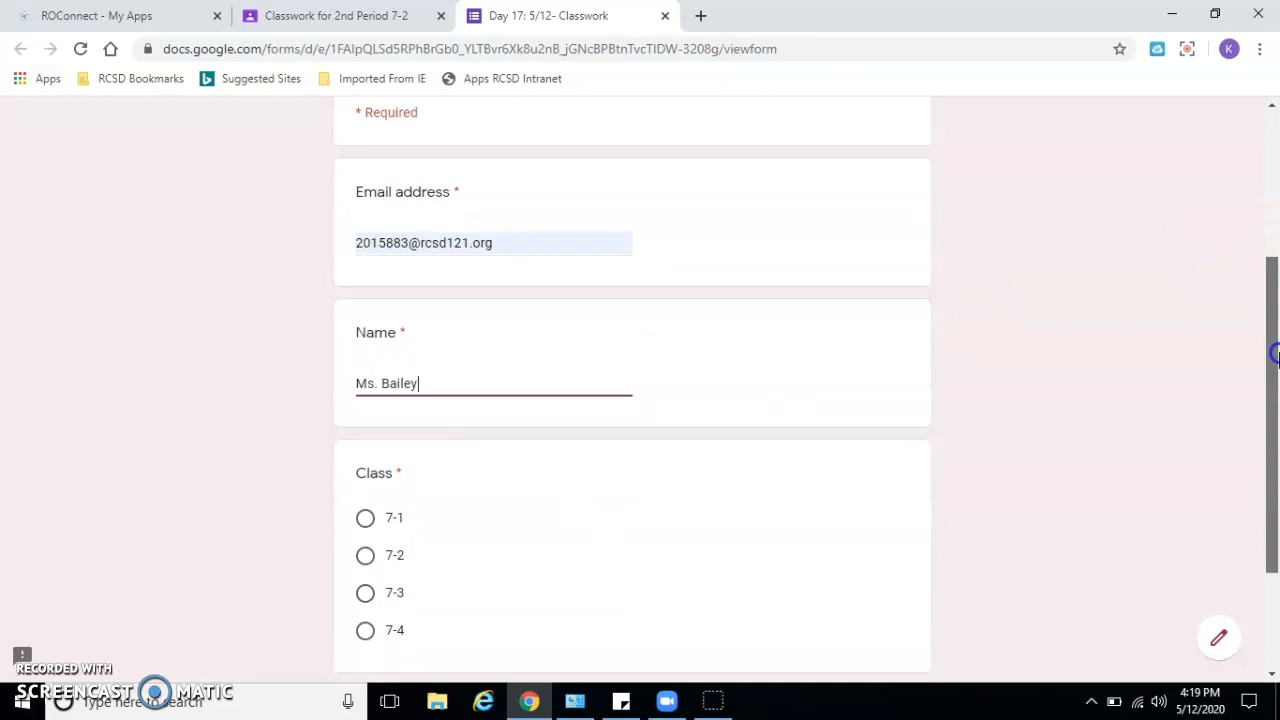 ROConnect - My Apps
Classwork for 2nd Period 7-2
Day 17: 5/12- Classwork
docs.google.com/forms/d/e/1FAIpQLSd5RPhBrGb0_YLTBvr6Xk8u2nB_jGNcBPBtnTvcTIDW-3208g/viewform
K
Apps
RCSD Bookmarks
Suggested Sites
Imported From IE
Apps RCSD Intranet
* Required
Email address *
2015883@rcsd121.org
Name *
Ms. Bailey
Class *
7-1
7-2
7-3
7-4
RECORDED WITH
SCREENCAST MATIC
Type here to search
4:19 PM
5/12/2020